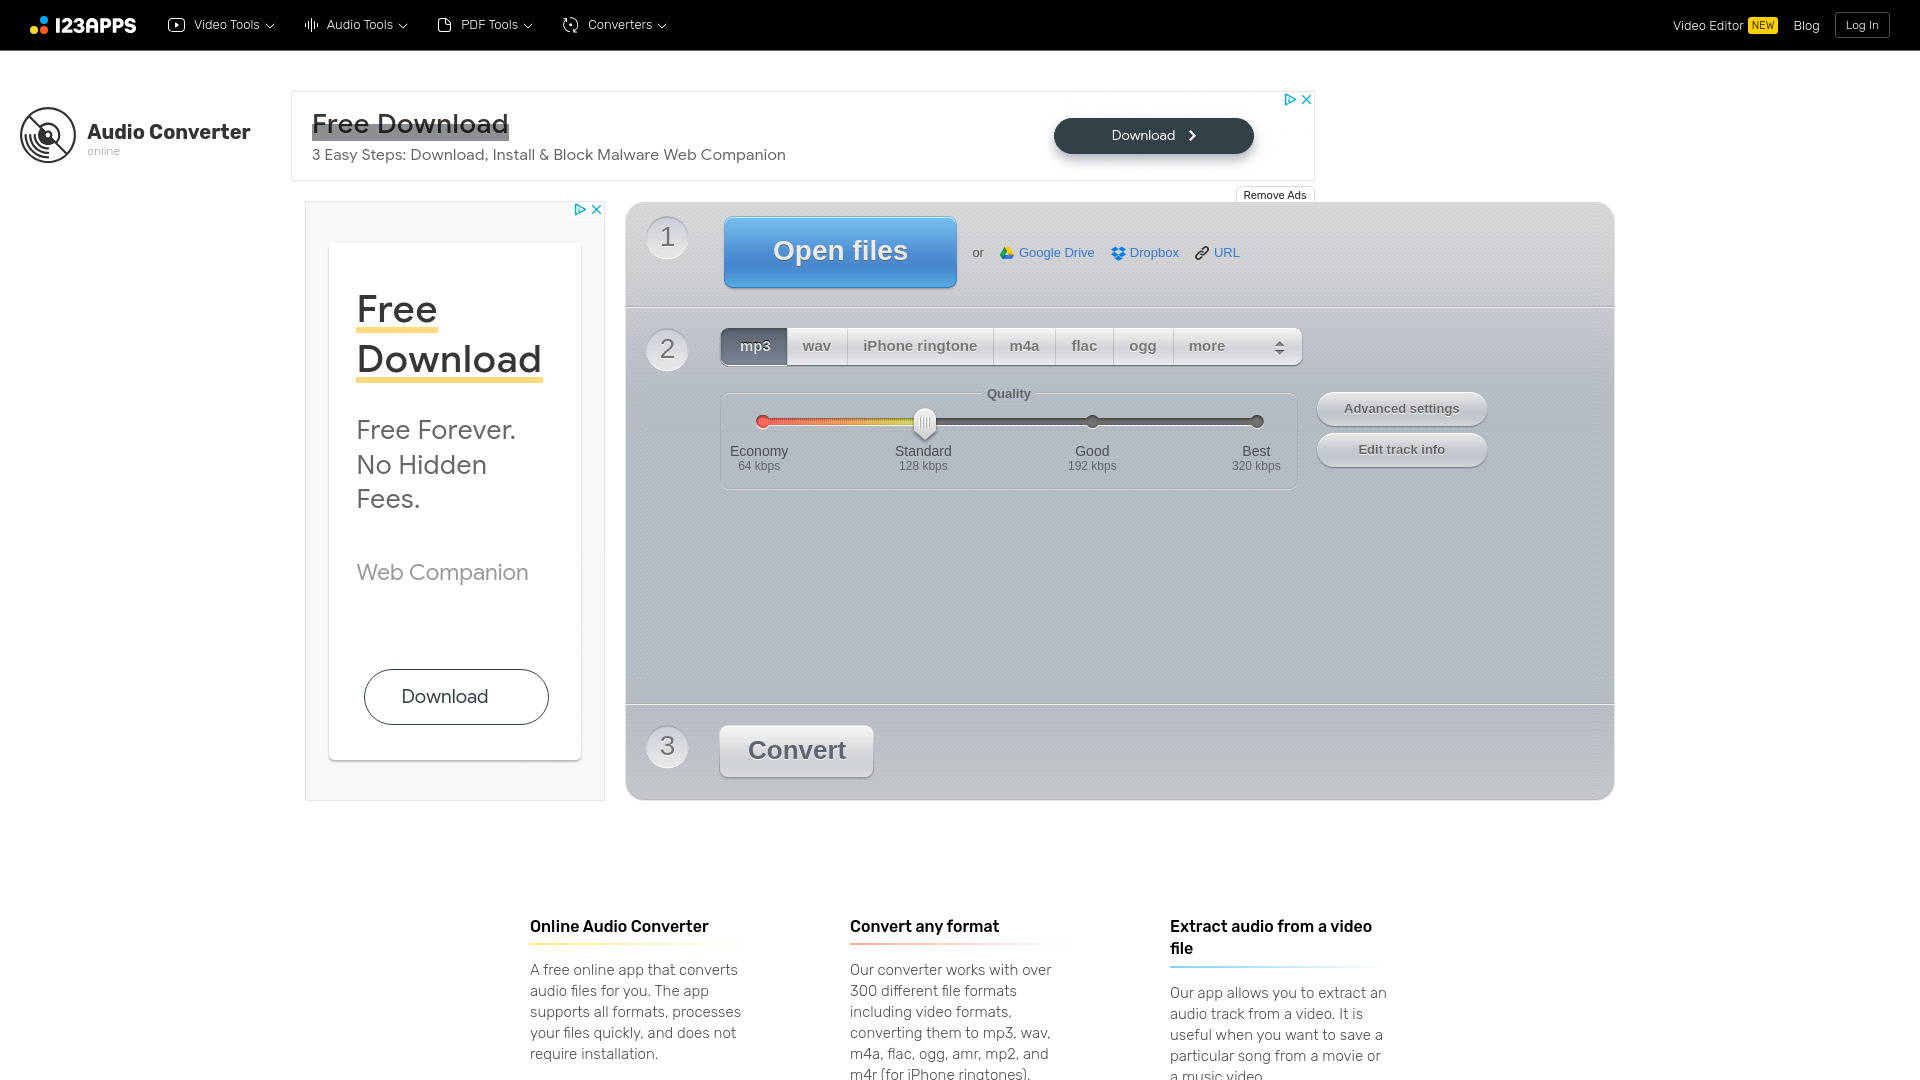 123APPS
Video Tools
Audio Tools
PDF Tools
Converters
Video Editor NEW
Blog
Log In
Audio Converter
online
Free Download
3 Easy Steps: Download, Install & Block Malware Web Companion
Download
Remove Ads
Free
Download
Free Forever.
No Hidden
Fees.
Web Companion
Download
1
Open files
or
Google Drive
Dropbox
URL
2
mp3
wav
iPhone ringtone
m4a
flac
ogg
more
Quality
Economy
64 kbps
Standard
128 kbps
Good
192 kbps
Best
320 kbps
Advanced settings
Edit track info
3
Convert
Online Audio Converter
A free online app that converts
audio files for you. The app
supports all formats, processes
your files quickly, and does not
require installation.
Convert any format
Our converter works with over
300 different file formats
including video formats,
converting them to mp3, wav,
m4a, flac, ogg, amr, mp2, and
m4r (for iPhone ringtones).
Extract audio from a video
file
Our app allows you to extract an
audio track from a video. It is
useful when you want to save a
particular song from a movie or
a music video.